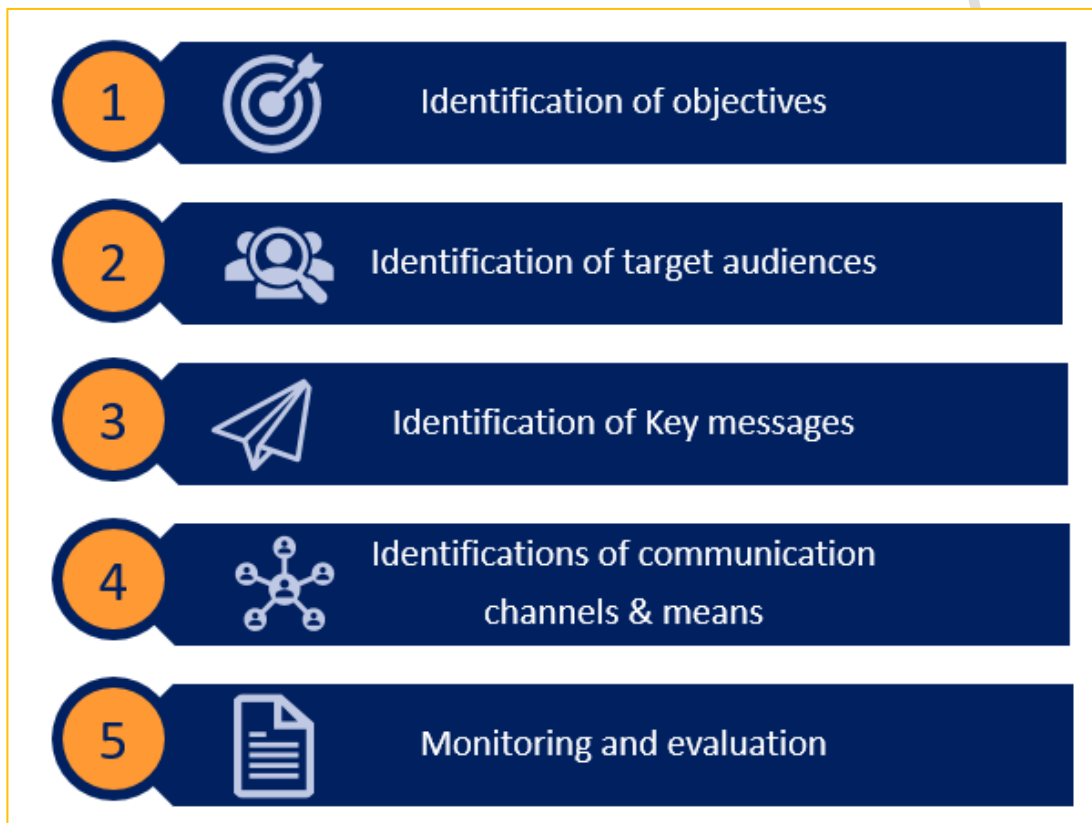 1
Identification of objectives
2
Identification of target audiences
3
Identification of Key messages
4
Identifications of communication
channels & means
5
Monitoring and evaluation